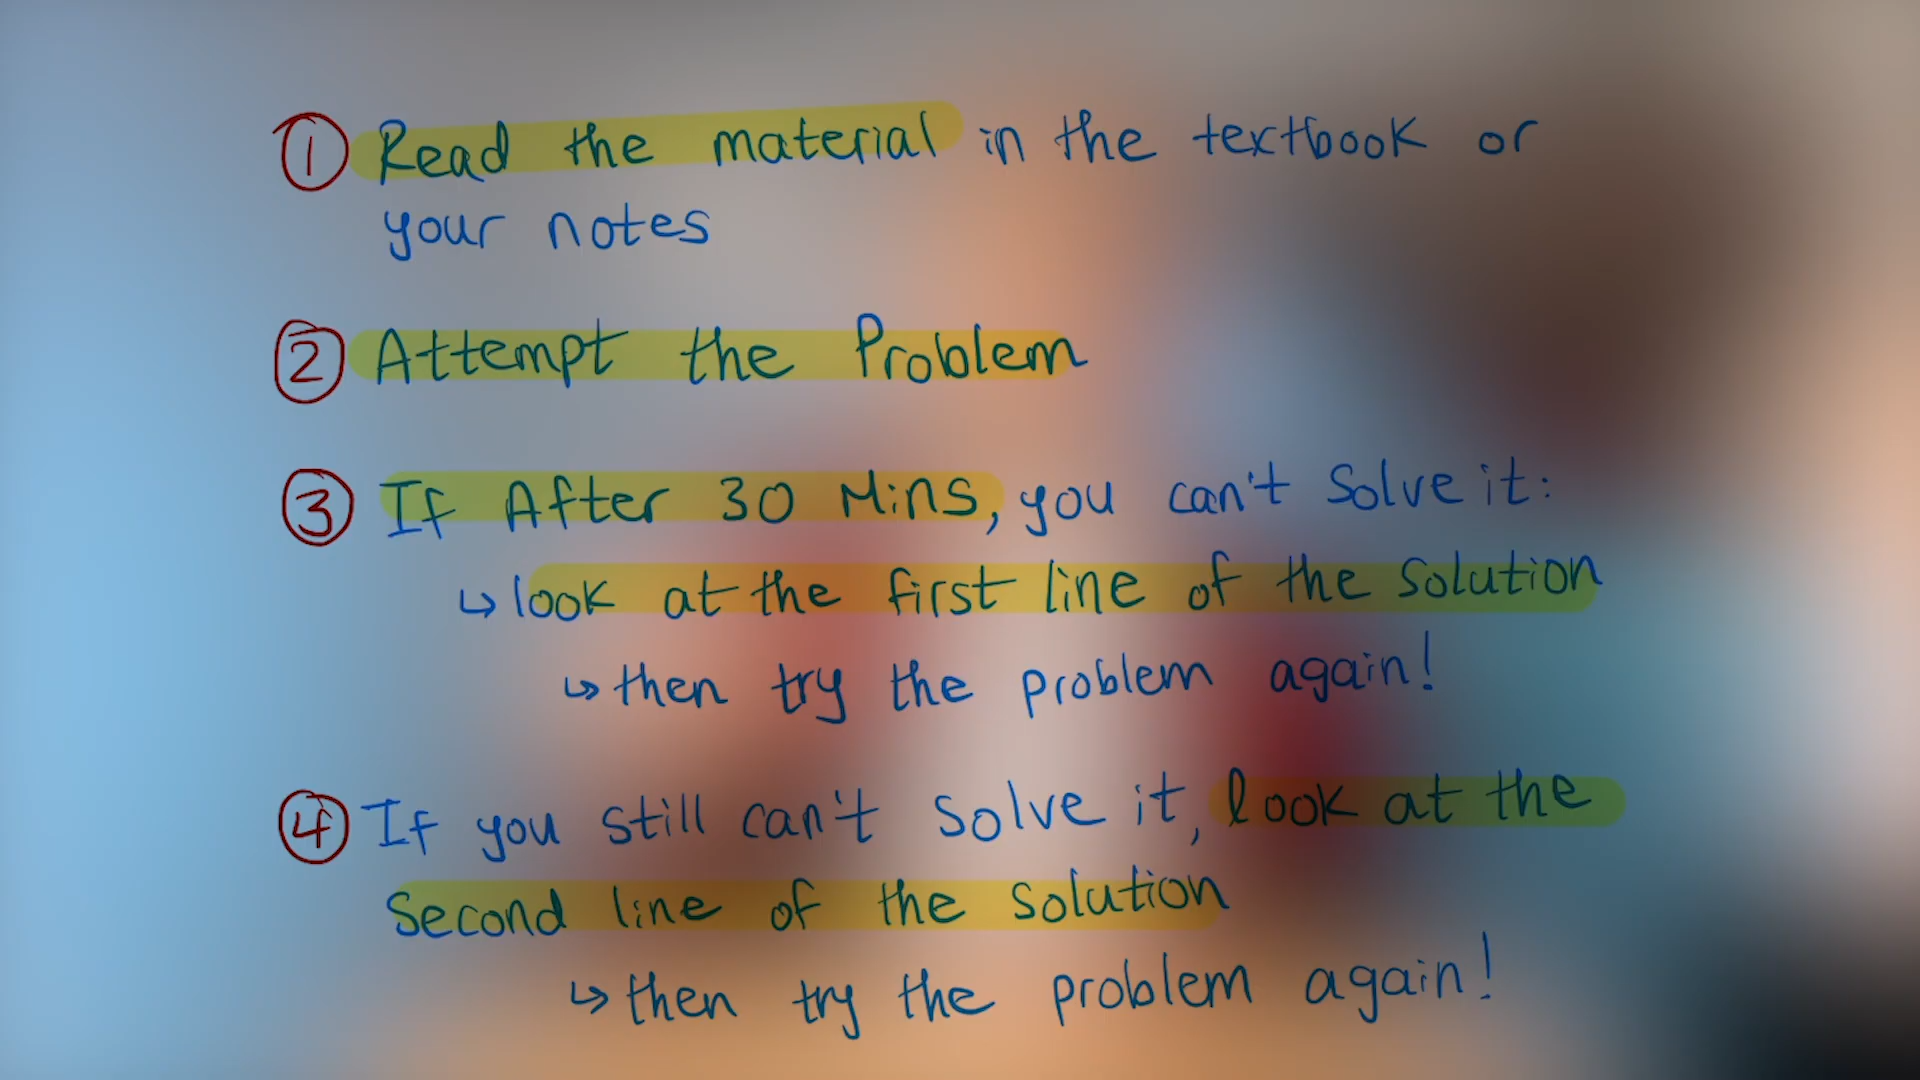 ① Read the material in the textbook or
your notes
② Attempt the Problem
③ If After 30 Mins, you can't solve it:
↳ look at the first line of the solution
↳ then try the problem again!
④ If you still can't solve it, look at the
second line of the solution
↳ then try the problem again!